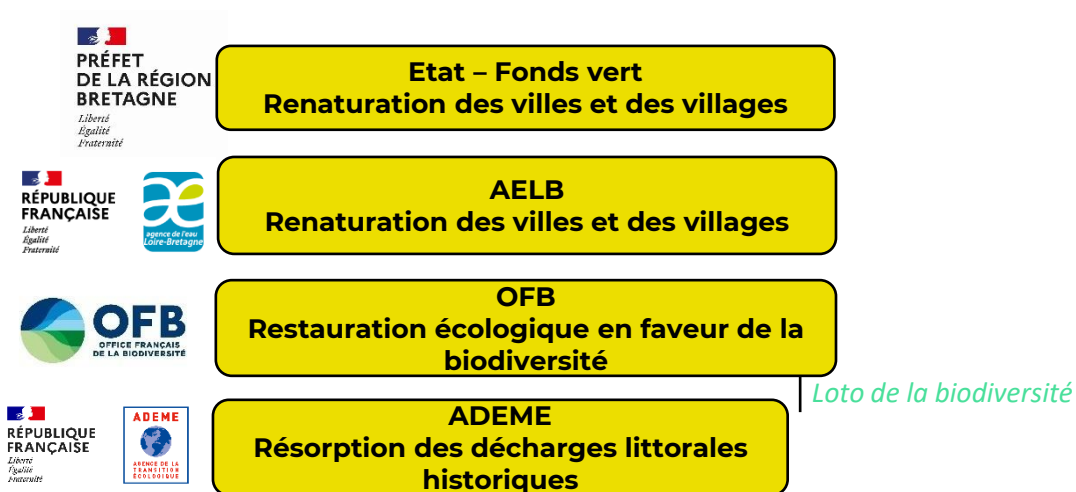 PRÉFET
DE LA RÉGION
BRETAGNE
Liberté
Égalité
Fraternité
Etat – Fonds vert
Renaturation des villes et des villages
RÉPUBLIQUE
FRANÇAISE
Liberté
Égalité
Fraternité
agence de l'eau
Loire-Bretagne
AELB
Renaturation des villes et des villages
OFB
OFFICE FRANÇAIS
DE LA BIODIVERSITÉ
OFB
Restauration écologique en faveur de la
biodiversité
Loto de la biodiversité
RÉPUBLIQUE
FRANÇAISE
Liberté
Égalité
Fraternité
ADEME
AGENCE DE LA
TRANSITION
ÉCOLOGIQUE
ADEME
Résorption des décharges littorales
historiques